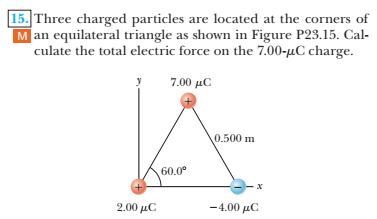 15. Three charged particles are located at the corners of
M an equilateral triangle as shown in Figure P23.15. Cal-
culate the total electric force on the 7.00-μC charge.
y
7.00 μC
+
0.500 m
60.0°
+
−
x
2.00 μC
−4.00 μC